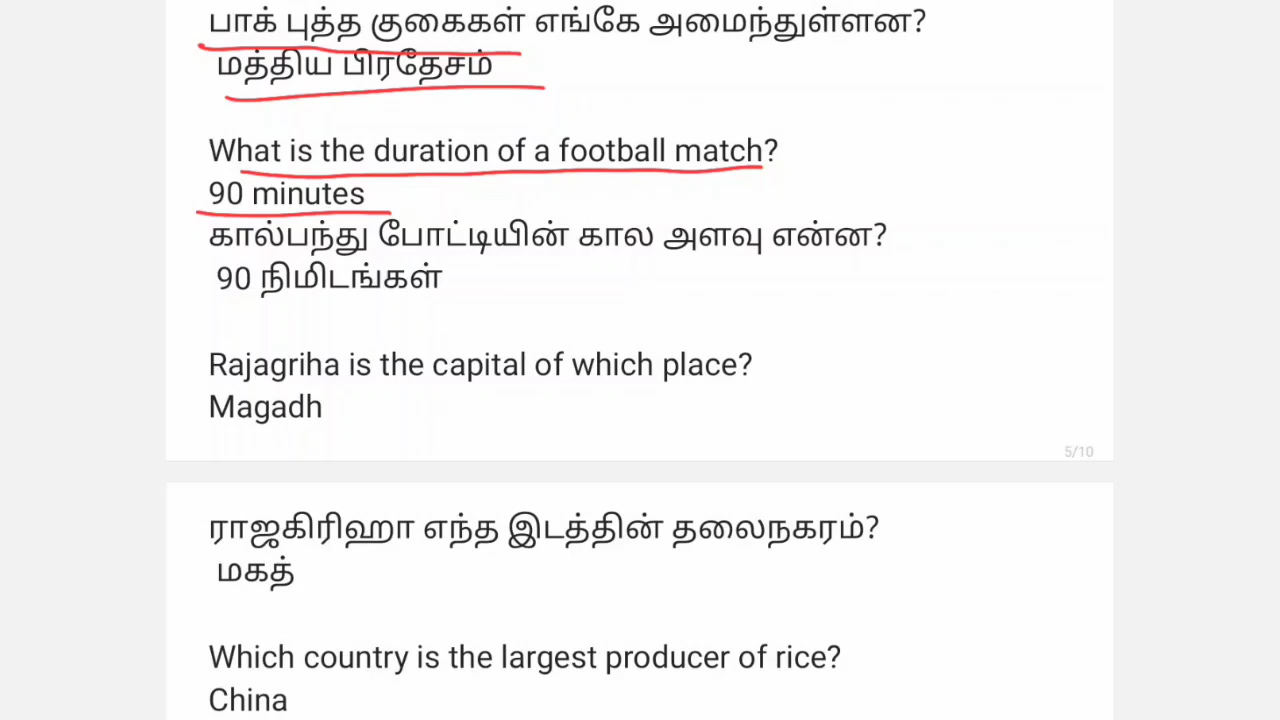 பாக் புத்த குகைகள் எங்கே அமைந்துள்ளன?
மத்திய பிரதேசம்
What is the duration of a football match?
90 minutes
கால்பந்து போட்டியின் கால அளவு என்ன?
90 நிமிடங்கள்
Rajagriha is the capital of which place?
Magadh
5/10
ராஜகிரிஹா எந்த இடத்தின் தலைநகரம்?
மகத்
Which country is the largest producer of rice?
China